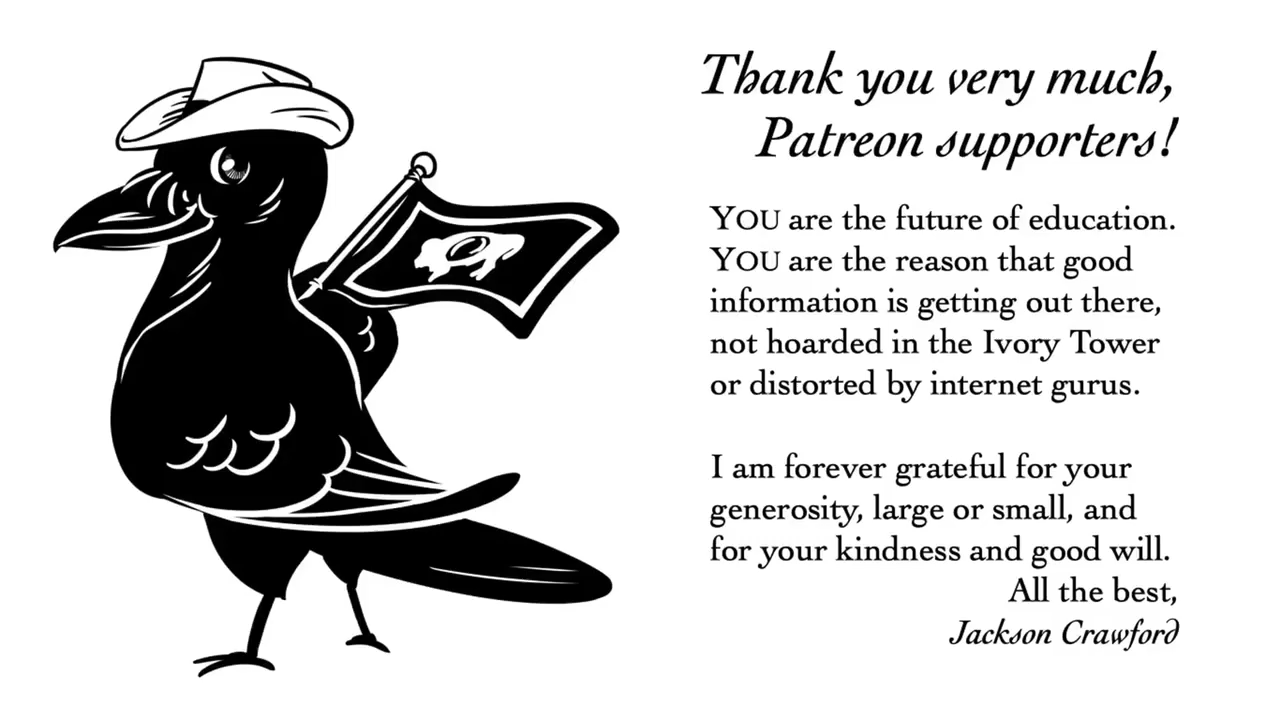 Thank you very much,
Patreon supporters!
YOU are the future of education.
YOU are the reason that good
information is getting out there,
not hoarded in the Ivory Tower
or distorted by internet gurus.
I am forever grateful for your
generosity, large or small, and
for your kindness and good will.
All the best,
Jackson Crawford